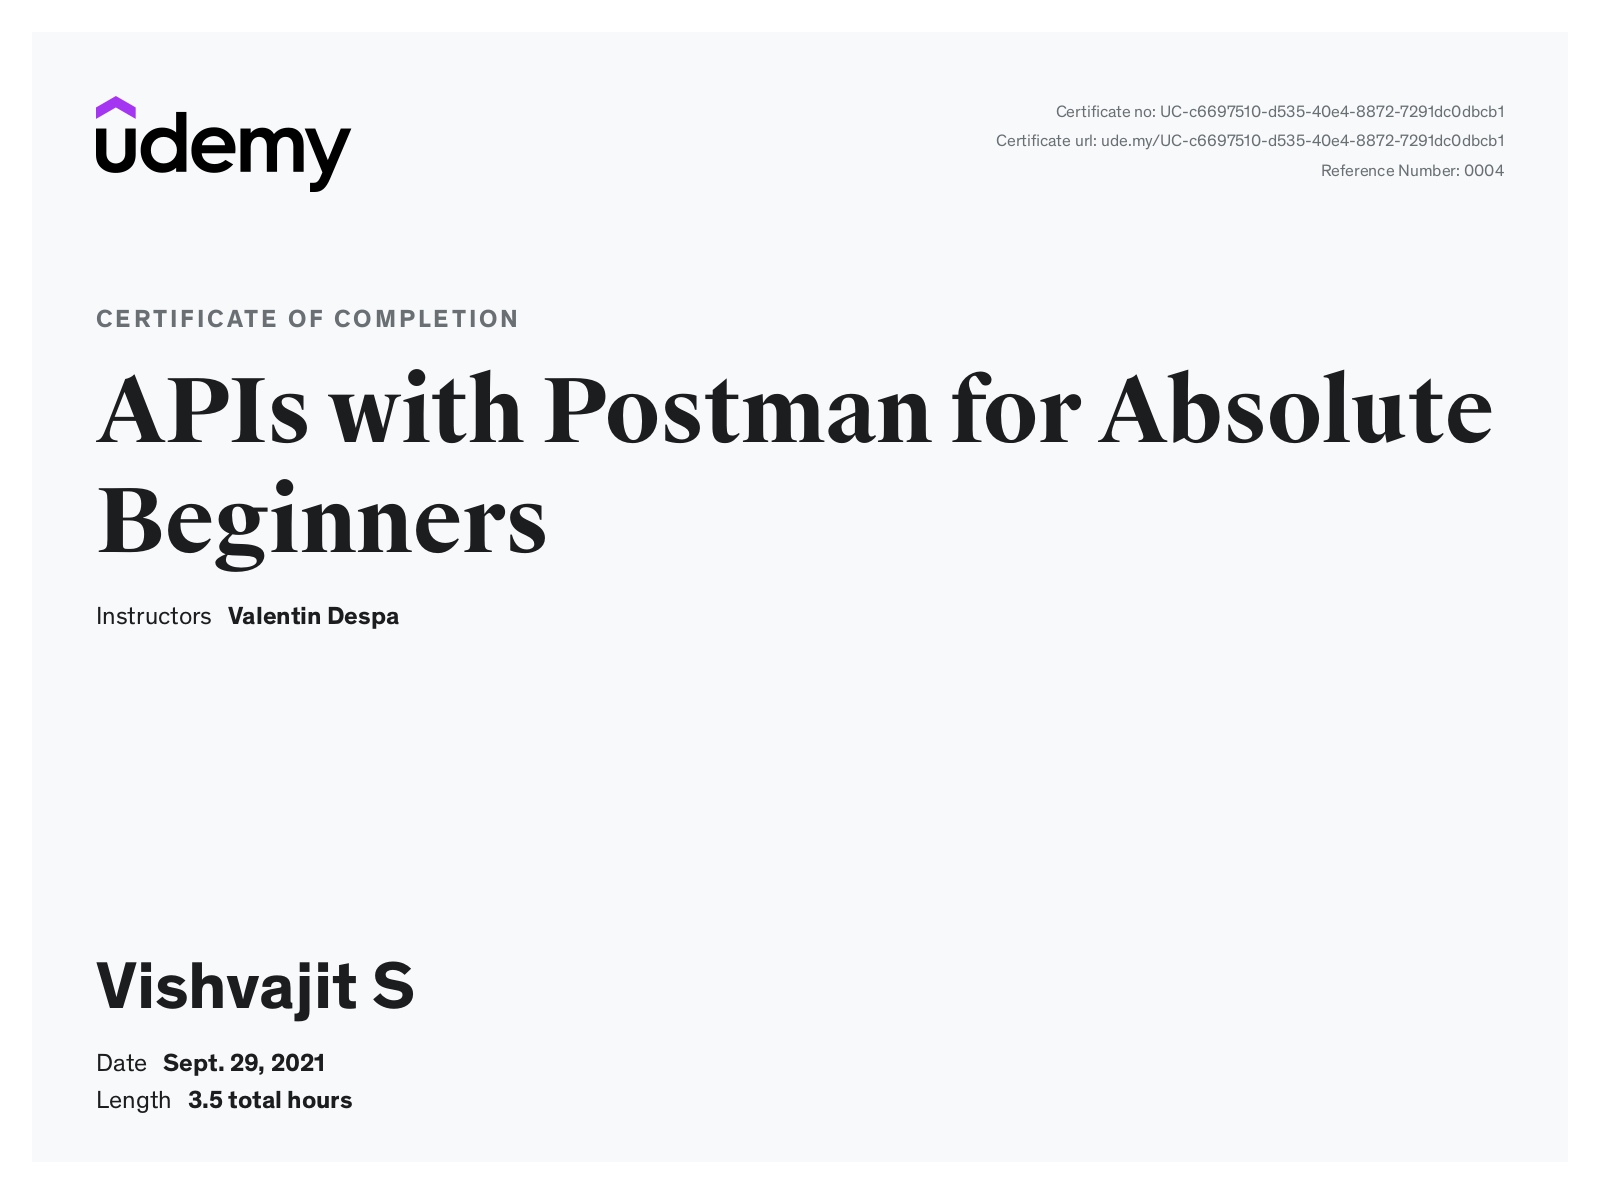 udemy
Certificate no: UC-c6697510-d535-40e4-8872-7291dc0dbcb1
Certificate url: ude.my/UC-c6697510-d535-40e4-8872-7291dc0dbcb1
Reference Number: 0004
CERTIFICATE OF COMPLETION
APIs with Postman for Absolute
Beginners
Instructors Valentin Despa
Vishvajit S
Date Sept. 29, 2021
Length 3.5 total hours